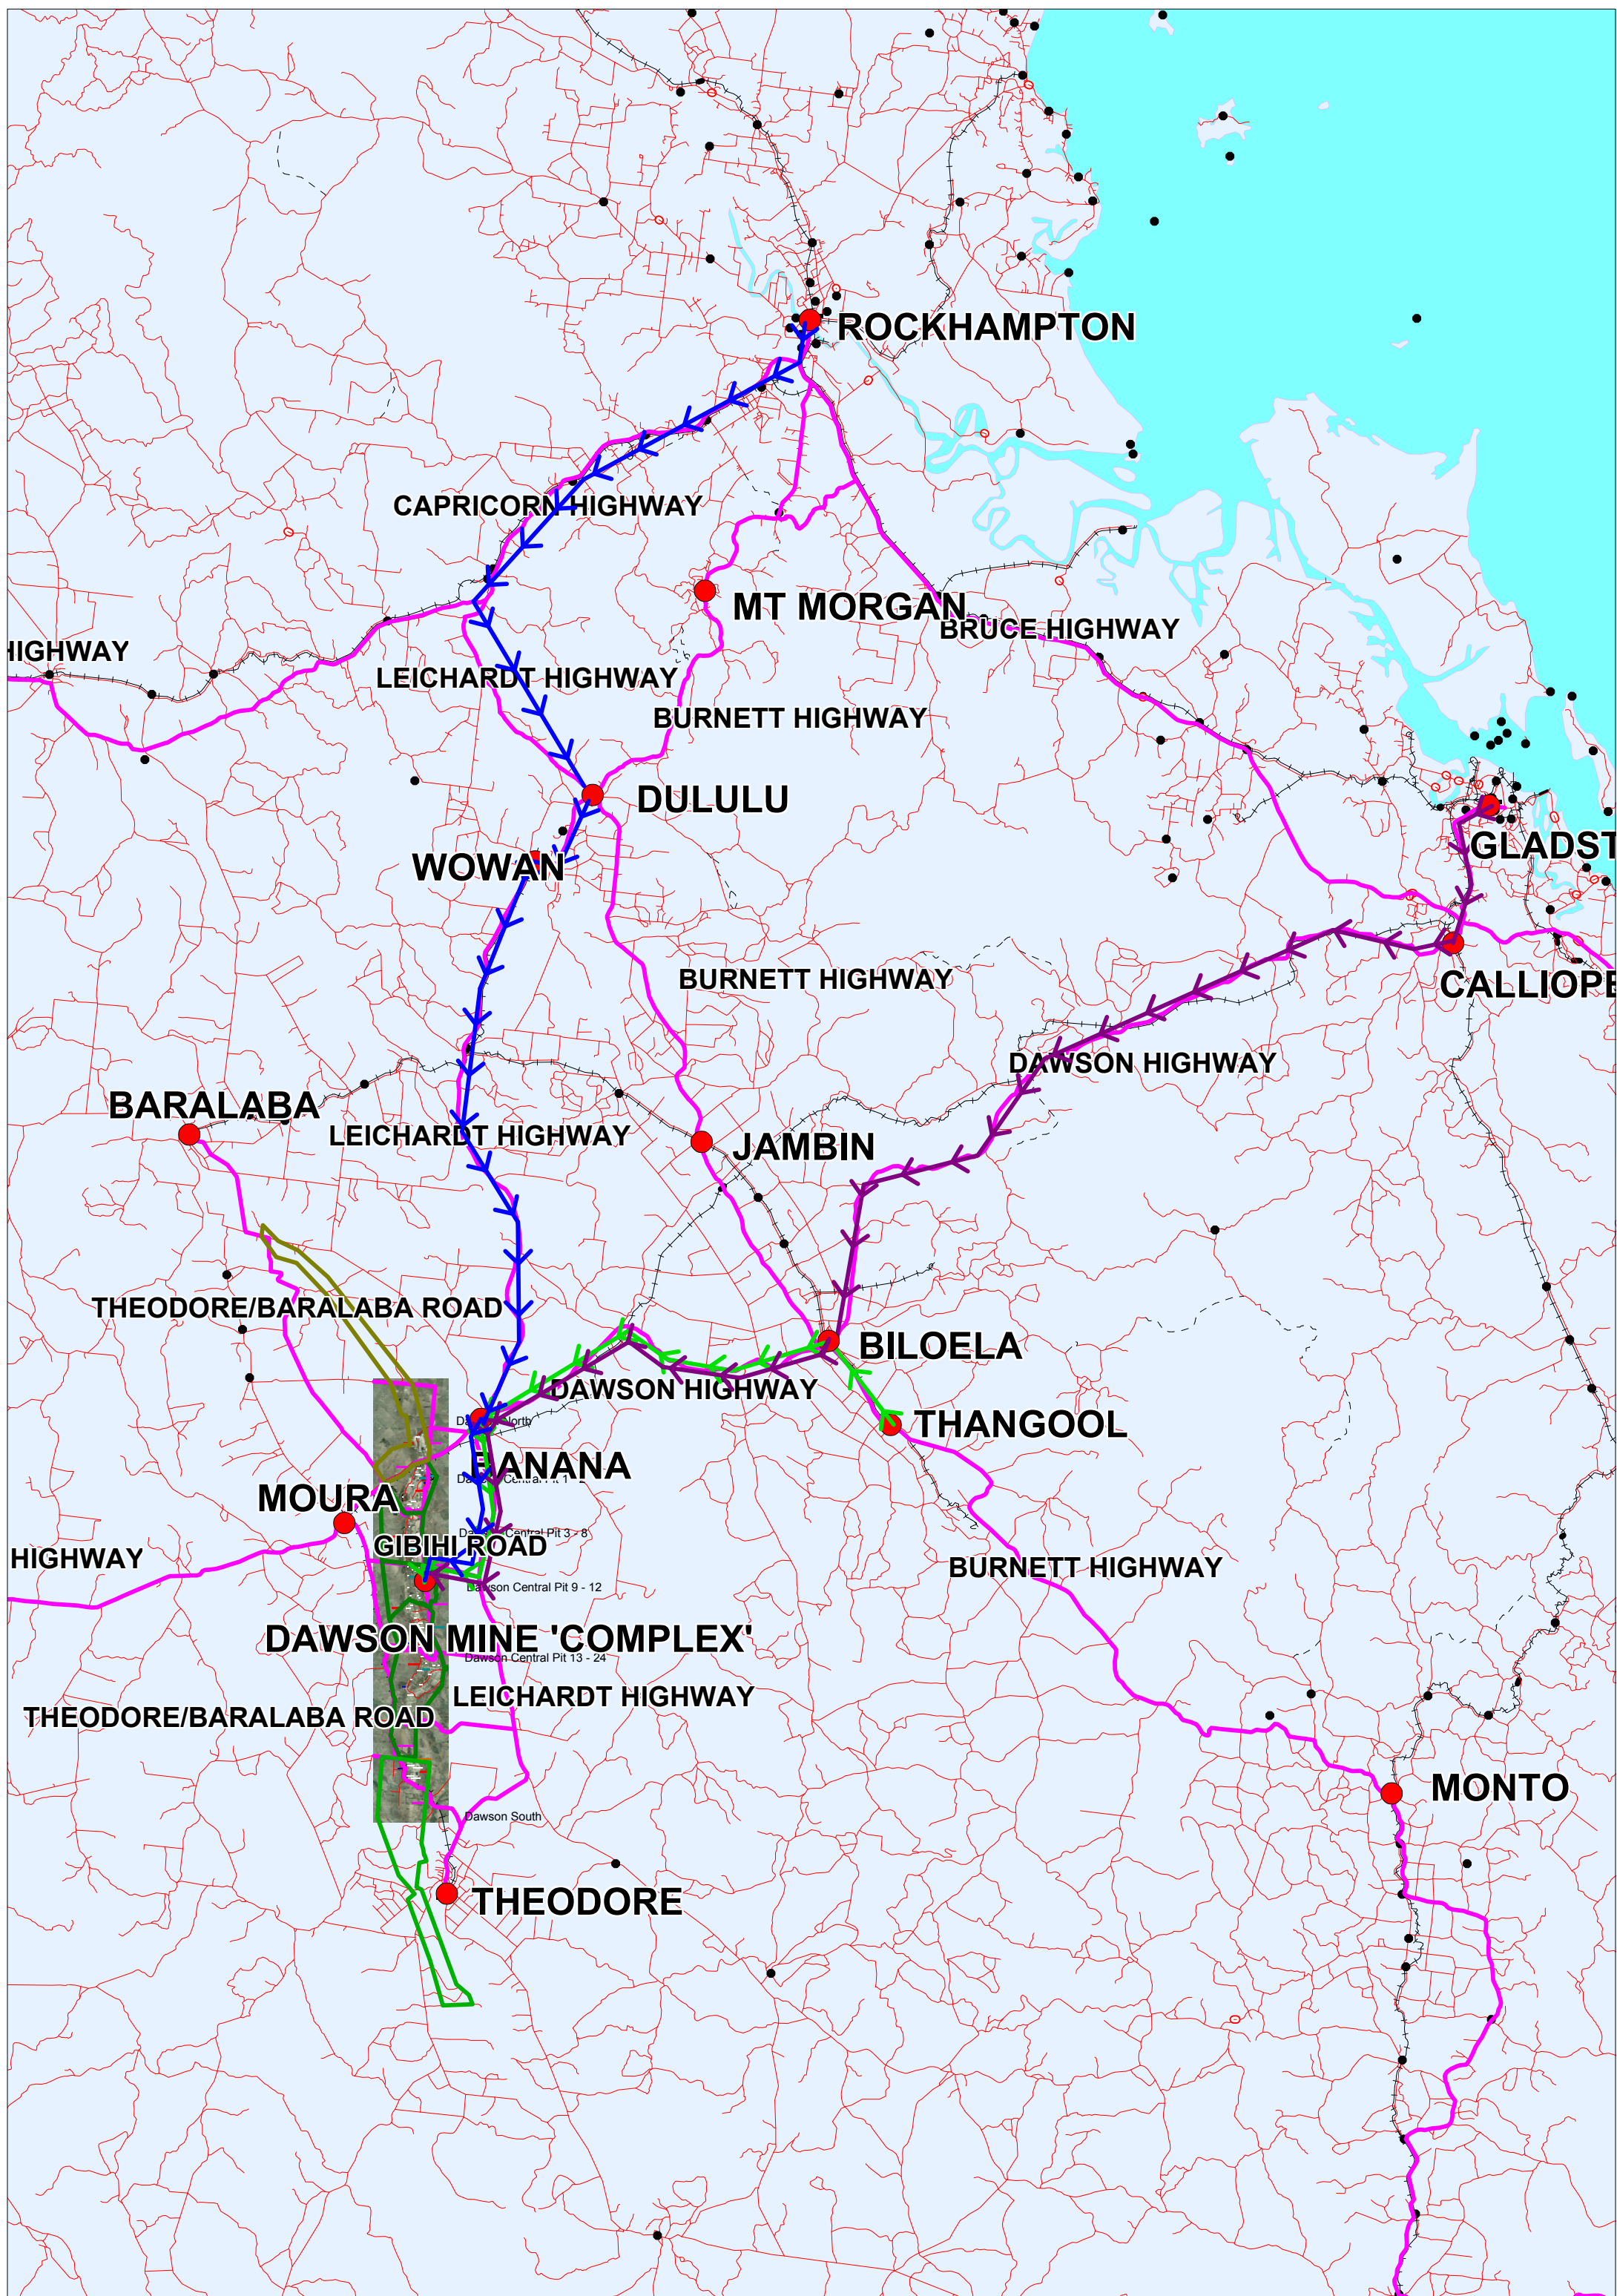 ROCKHAMPTON
CAPRICORN HIGHWAY
MT MORGAN
BRUCE HIGHWAY
HIGHWAY
LEICHARDT HIGHWAY
BURNETT HIGHWAY
DULULU
GLADST
WOWAN
BURNETT HIGHWAY
CALLIOPE
DAWSON HIGHWAY
BARALABA
LEICHARDT HIGHWAY
JAMBIN
THEODORE/BARALABA ROAD
BILOELA
DAWSON HIGHWAY
THANGOOL
BANANA
MOURA
Dawson Central Pit 3 - 8
GIBIHI ROAD
HIGHWAY
BURNETT HIGHWAY
Dawson Central Pit 9 - 12
DAWSON MINE 'COMPLEX'
Dawson Central Pit 13 - 24
LEICHARDT HIGHWAY
THEODORE/BARALABA ROAD
MONTO
Dawson South
THEODORE